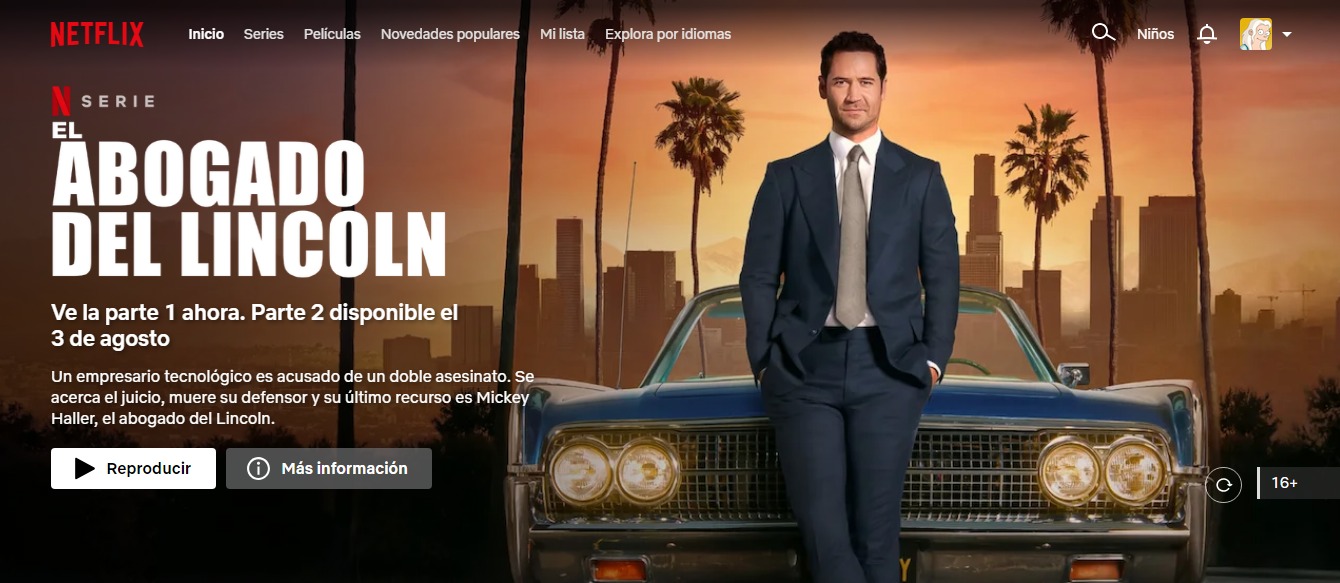 NETFLIX
Inicio
Series
Películas
Novedades populares
Mi lista
Explora por idiomas
Niños
N SERIE
EL
ABOGADO
DEL LINCOLN
Ve la parte 1 ahora. Parte 2 disponible el
3 de agosto
Un empresario tecnológico es acusado de un doble asesinato. Se
acerca el juicio, muere su defensor y su último recurso es Mickey
Haller, el abogado del Lincoln.
Reproducir
Más información
16+